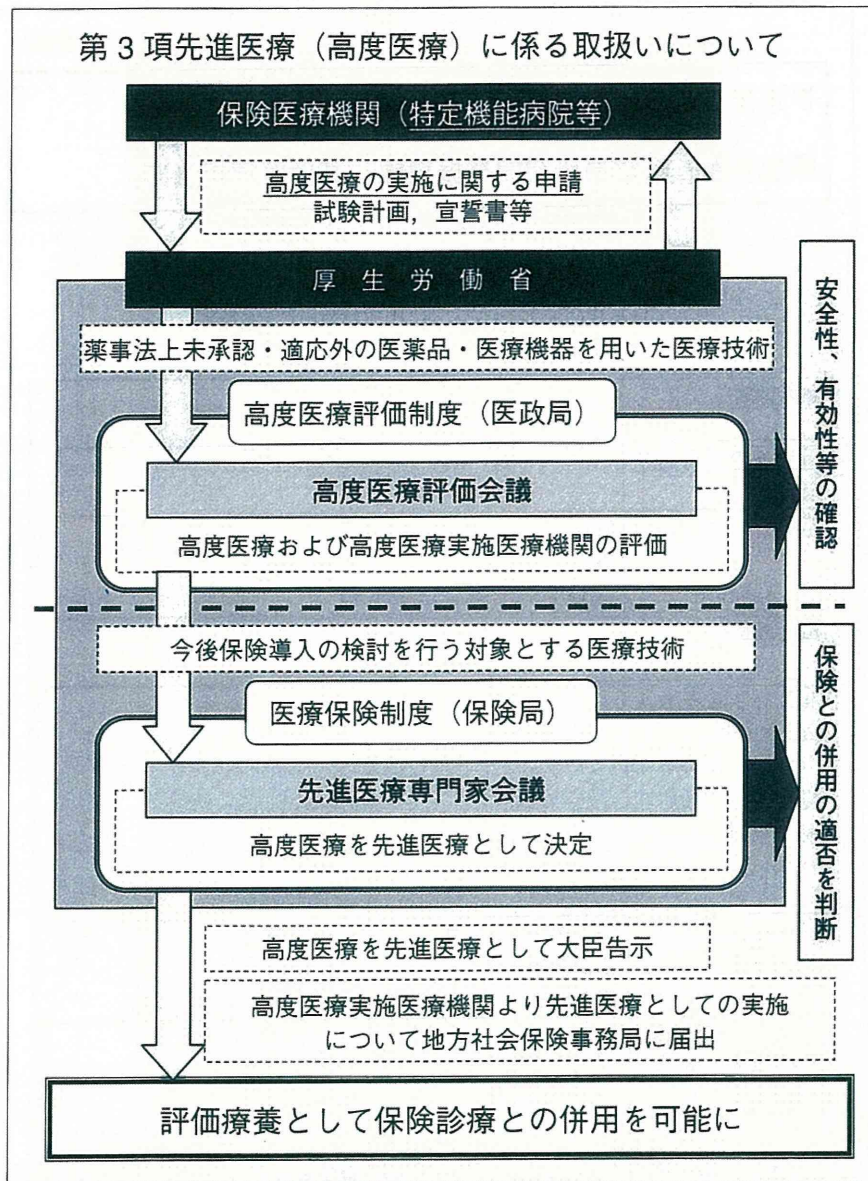 第3項先進医療（高度医療）に係る取扱いについて
保険医療機関（特定機能病院等）
高度医療の実施に関する申請
試験計画，宣誓書等
厚生労働省
薬事法上未承認・適応外の医薬品・医療機器を用いた医療技術
高度医療評価制度（医政局）
高度医療評価会議
高度医療および高度医療実施医療機関の評価
安全性、有効性等の確認
今後保険導入の検討を行う対象とする医療技術
医療保険制度（保険局）
先進医療専門家会議
高度医療を先進医療として決定
保険との併用の適否を判断
高度医療を先進医療として大臣告示
高度医療実施医療機関より先進医療としての実施
について地方社会保険事務局に届出
評価療養として保険診療との併用を可能に